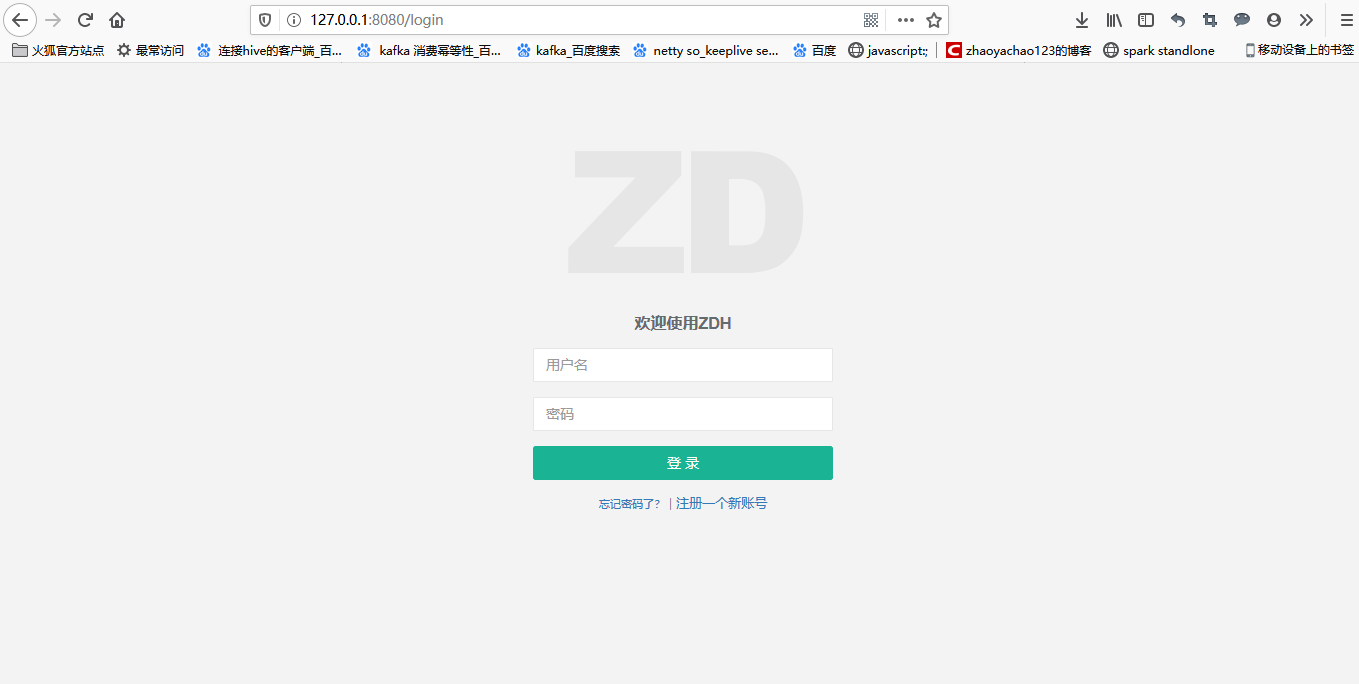 127.0.0.1:8080/login
火狐官方站点 最常访问 连接hive的客户端_百... kafka 消费幂等性_百... kafka_百度搜索 netty so_keeplive se... 百度 javascript:; zhaoyachao123的博客 spark standlone 移动设备上的书签
ZD
欢迎使用ZDH
用户名
密码
登 录
忘记密码了? | 注册一个新账号